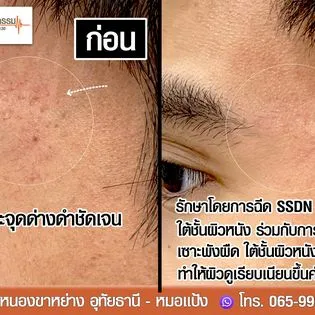 กรรม
ก่อน
ะจุดด่างดำชัดเจน
รักษาโดยการฉีด SSDN
ใต้ชั้นผิวหนัง ร่วมกับกา
เซาะพังผืด ใต้ชั้นผิวหนั
ทำให้ผิวดูเรียบเนียนขึ้น
หนองขาหย่าง อุทัยธานี - หมอแป้ง
โทร. 065-99